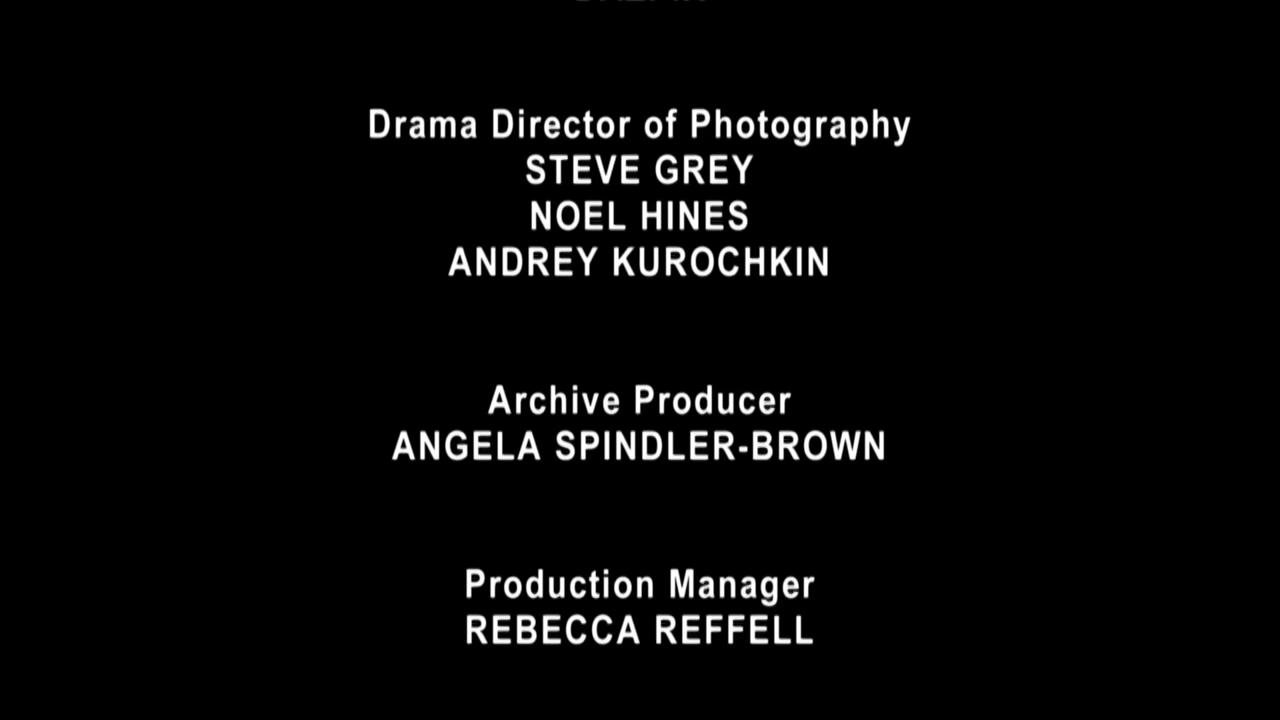 Drama Director of Photography
STEVE GREY
NOEL HINES
ANDREY KUROCHKIN
Archive Producer
ANGELA SPINDLER-BROWN
Production Manager
REBECCA REFFELL